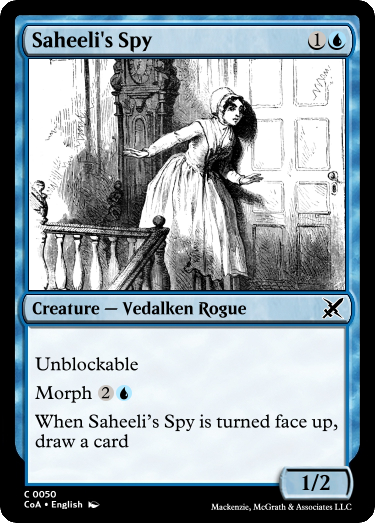 Saheeli's Spy 1
Creature — Vedalken Rogue
Unblockable
Morph 2
When Saheeli's Spy is turned face up,
draw a card
1/2
C 0050
CoA • English
Mackenzie, McGrath & Associates LLC